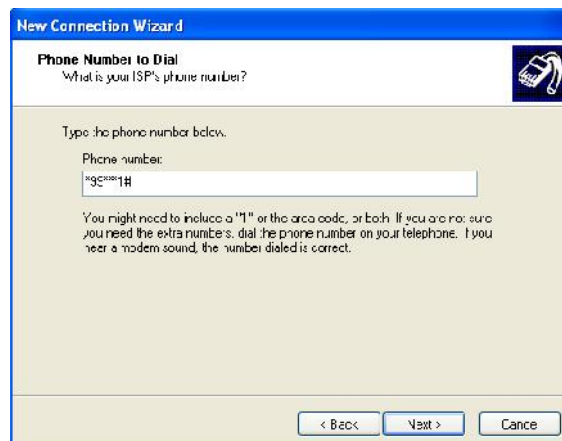 New Connection Wizard
Phone Number to Dial
What is your ISP's phone number?
Type the phone number below.
Phone number:
*99***1#
You might need to include a "1" or the area code, or both. If you are not sure
you need the extra numbers, dial the phone number on your telephone. If you
hear a modem sound, the number dialed is correct.
< Back
Next >
Cancel